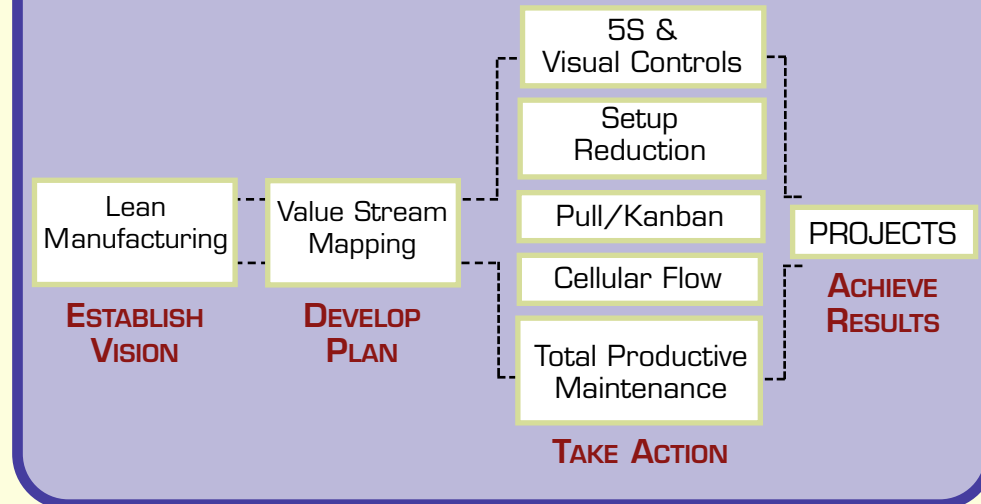 Lean
Manufacturing
ESTABLISH
VISION
Value Stream
Mapping
DEVELOP
PLAN
5S &
Visual Controls
Setup
Reduction
Pull/Kanban
Cellular Flow
Total Productive
Maintenance
TAKE ACTION
PROJECTS
ACHIEVE
RESULTS